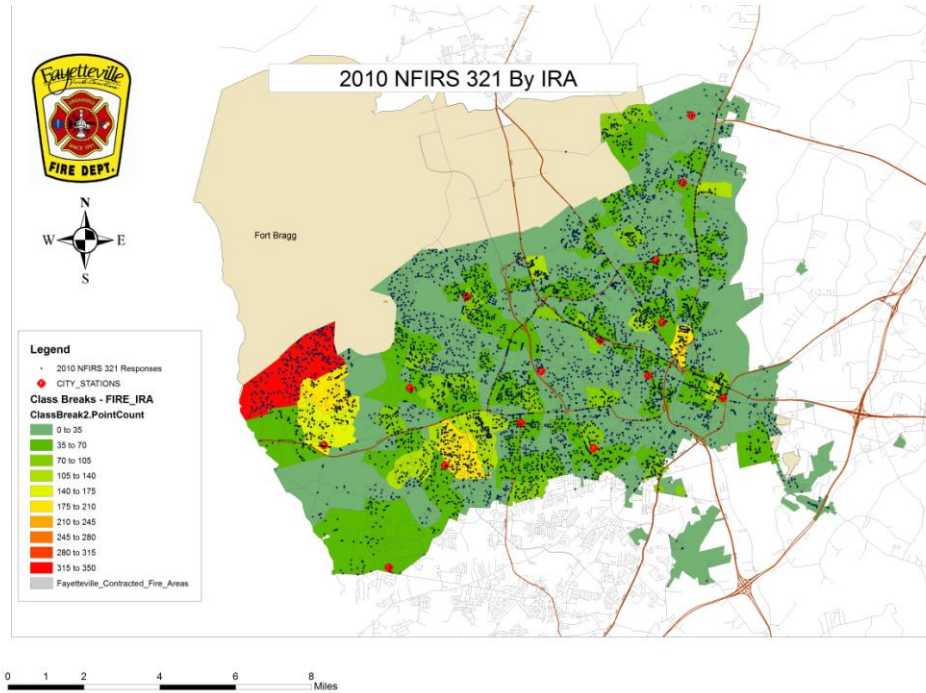 2010 NFIRS 321 By IRA
Fayetteville
FIRE DEPT.
N
W E
S
Fort Bragg
Legend
2010 NFIRS 321 Responses
CITY_STATIONS
Class Breaks - FIRE_IRA
ClassBreak2.PointCount
0 to 35
35 to 70
70 to 105
105 to 140
140 to 175
175 to 210
210 to 245
245 to 280
280 to 315
315 to 350
Fayetteville_Contracted_Fire_Areas
0 1 2 4 6 8
Miles